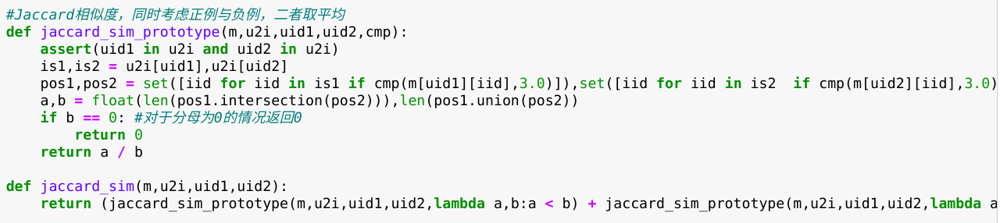 #Jaccard相似度，同时考虑正例与负例，二者取平均
def jaccard_sim_prototype(m,u2i,uid1,uid2,cmp):
    assert(uid1 in u2i and uid2 in u2i)
    is1,is2 = u2i[uid1],u2i[uid2]
    pos1,pos2 = set([iid for iid in is1 if cmp(m[uid1][iid],3.0)]),set([iid for iid in is2  if cmp(m[uid2][iid],3.0)
    a,b = float(len(pos1.intersection(pos2))),len(pos1.union(pos2))
    if b == 0: #对于分母为0的情况返回0
        return 0
    return a / b
def jaccard_sim(m,u2i,uid1,uid2):
    return (jaccard_sim_prototype(m,u2i,uid1,uid2,lambda a,b:a < b) + jaccard_sim_prototype(m,u2i,uid1,uid2,lambda a